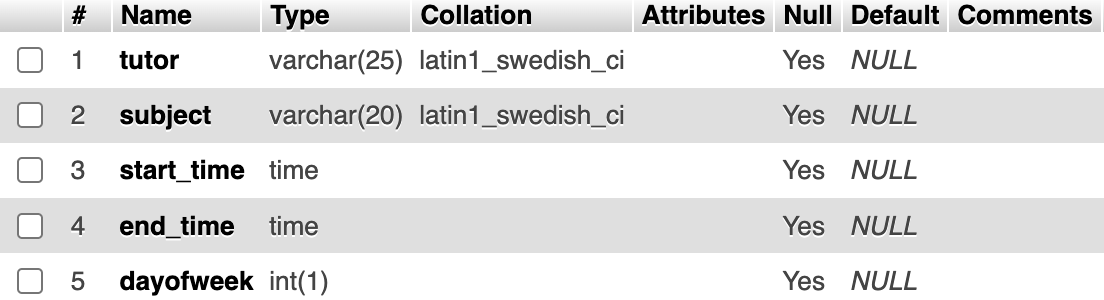 # Name Type Collation Attributes Null Default Comments
1 tutor varchar(25) latin1_swedish_ci Yes NULL
2 subject varchar(20) latin1_swedish_ci Yes NULL
3 start_time time Yes NULL
4 end_time time Yes NULL
5 dayofweek int(1) Yes NULL